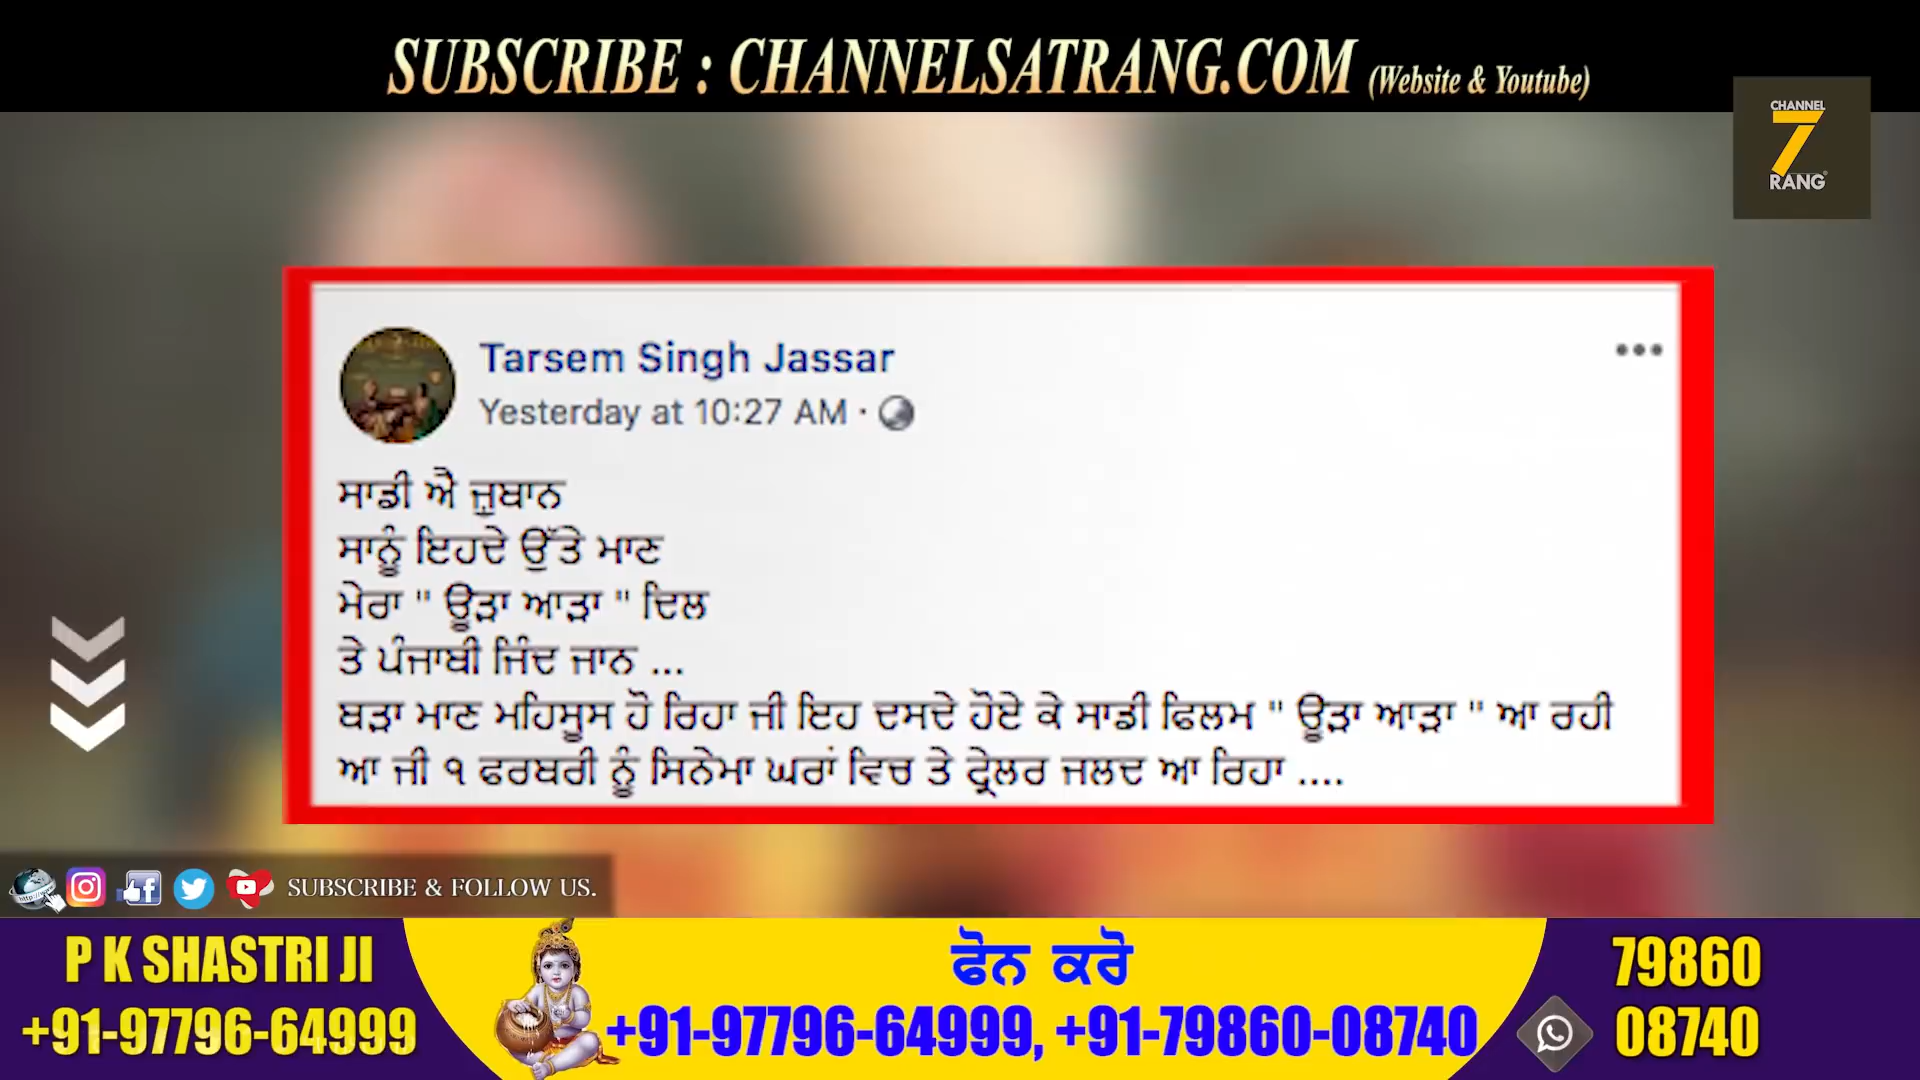 SUBSCRIBE : CHANNELSATRANG.COM (Website & Youtube)
CHANNEL
7
RANG
Tarsem Singh Jassar
Yesterday at 10:27 AM ·
ਸਾਡੀ ਐ ਜ਼ੁਬਾਨ
ਸਾਨੂੰ ਇਹਦੇ ਉੱਤੇ ਮਾਣ
ਮੇਰਾ " ਊੜਾ ਆੜਾ " ਦਿਲ
ਤੇ ਪੰਜਾਬੀ ਜਿੰਦ ਜਾਨ ...
ਬੜਾ ਮਾਣ ਮਹਿਸੂਸ ਹੋ ਰਿਹਾ ਜੀ ਇਹ ਦਸਦੇ ਹੋਏ ਕੇ ਸਾਡੀ ਫਿਲਮ " ਊੜਾ ਆੜਾ " ਆ ਰਹੀ
ਆ ਜੀ ੧ ਫਰਬਰੀ ਨੂੰ ਸਿਨੇਮਾ ਘਰਾਂ ਵਿਚ ਤੇ ਟ੍ਰੇਲਰ ਜਲਦ ਆ ਰਿਹਾ ....
SUBSCRIBE & FOLLOW US.
P K SHASTRI JI
+91-97796-64999
ਫੋਨ ਕਰੋ
+91-97796-64999, +91-79860-08740
79860
08740